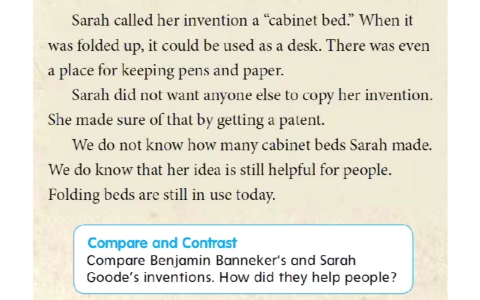 Sarah called her invention a “cabinet bed.” When it
was folded up, it could be used as a desk. There was even
a place for keeping pens and paper.
Sarah did not want anyone else to copy her invention.
She made sure of that by getting a patent.
We do not know how many cabinet beds Sarah made.
We do know that her idea is still helpful for people.
Folding beds are still in use today.
Compare and Contrast
Compare Benjamin Banneker’s and Sarah
Goode’s inventions. How did they help people?